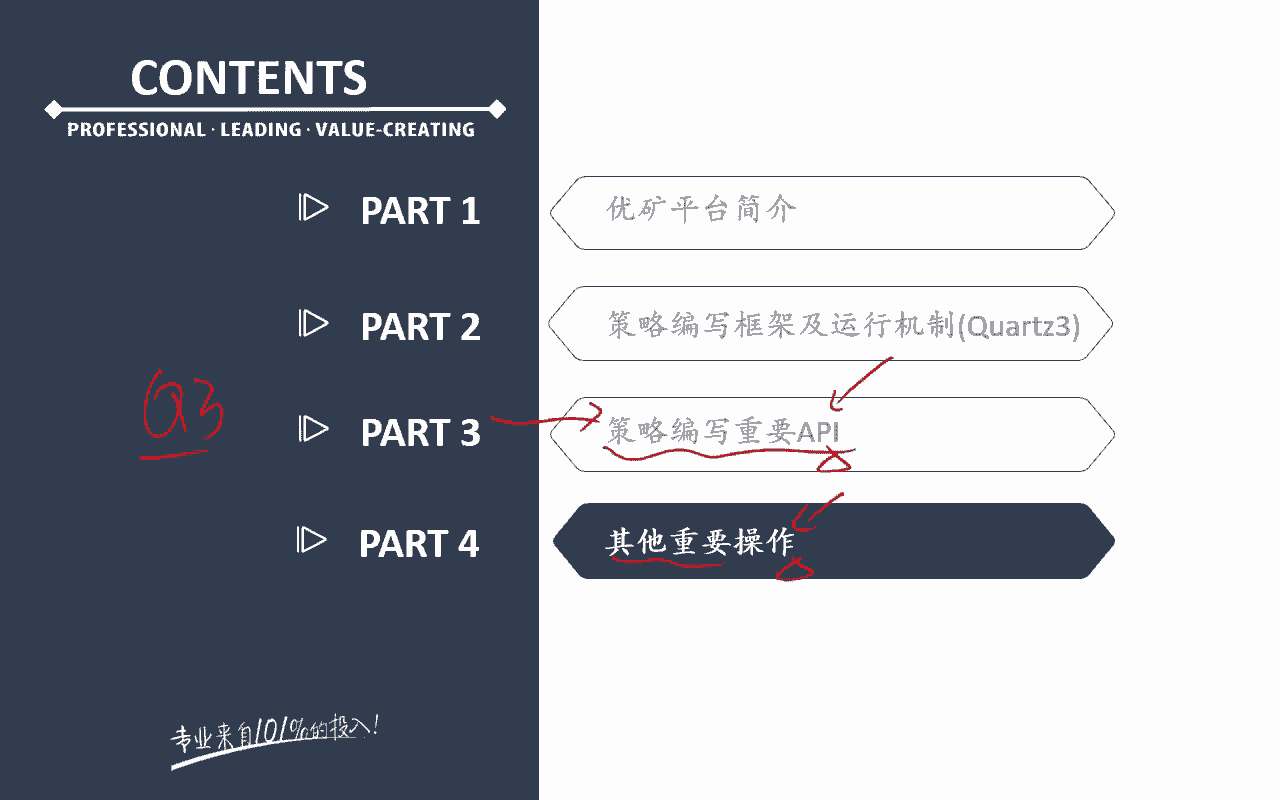 CONTENTS
PROFESSIONAL · LEADING · VALUE-CREATING
PART 1
优矿平台简介
PART 2
策略编写框架及运行机制(Quartz3)
Q3
PART 3
策略编写重要API
PART 4
其他重要操作
专业来自101%的投入!